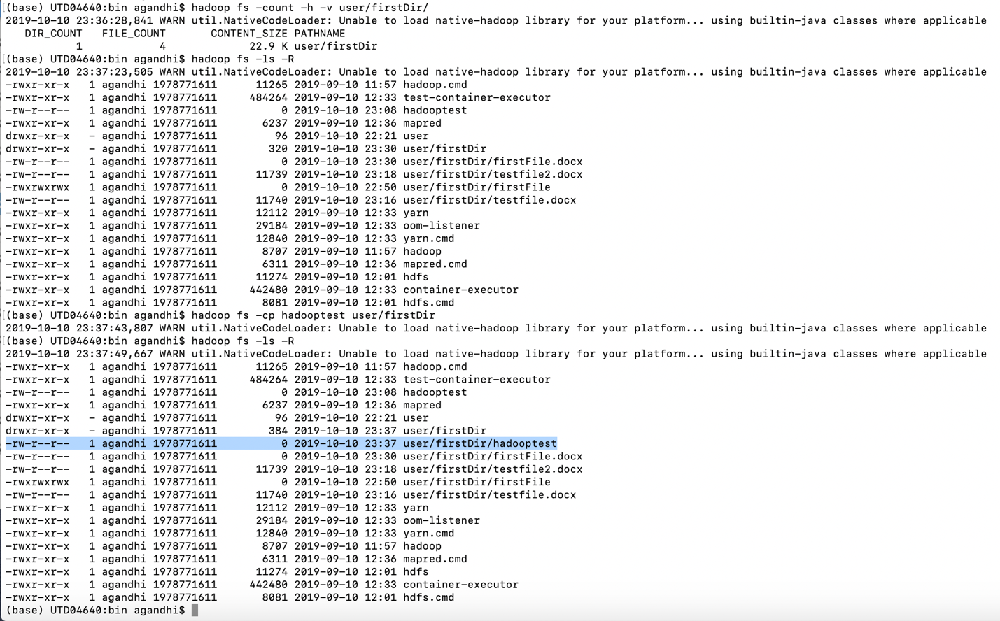 (base) UTD04640:bin agandhi$ hadoop fs -count -h -v user/firstDir/
2019-10-10 23:36:28,841 WARN util.NativeCodeLoader: Unable to load native-hadoop library for your platform... using builtin-java classes where applicable
   DIR_COUNT   FILE_COUNT       CONTENT_SIZE PATHNAME
           1            4             22.9 K user/firstDir
(base) UTD04640:bin agandhi$ hadoop fs -ls -R
2019-10-10 23:37:23,505 WARN util.NativeCodeLoader: Unable to load native-hadoop library for your platform... using builtin-java classes where applicable
-rwxr-xr-x   1 agandhi 1978771611      11265 2019-09-10 11:57 hadoop.cmd
-rwxr-xr-x   1 agandhi 1978771611     484264 2019-09-10 12:33 test-container-executor
-rw-r--r--   1 agandhi 1978771611          0 2019-10-10 23:08 hadooptest
-rwxr-xr-x   1 agandhi 1978771611       6237 2019-09-10 12:36 mapred
drwxr-xr-x   - agandhi 1978771611         96 2019-10-10 22:21 user
drwxr-xr-x   - agandhi 1978771611        320 2019-10-10 23:30 user/firstDir
-rw-r--r--   1 agandhi 1978771611          0 2019-10-10 23:30 user/firstDir/firstFile.docx
-rw-r--r--   1 agandhi 1978771611      11739 2019-10-10 23:18 user/firstDir/testfile2.docx
-rwxrwxrwx   1 agandhi 1978771611          0 2019-10-10 22:50 user/firstDir/firstFile
-rw-r--r--   1 agandhi 1978771611      11740 2019-10-10 23:16 user/firstDir/testfile.docx
-rwxr-xr-x   1 agandhi 1978771611      12112 2019-09-10 12:33 yarn
-rwxr-xr-x   1 agandhi 1978771611      29184 2019-09-10 12:33 oom-listener
-rwxr-xr-x   1 agandhi 1978771611      12840 2019-09-10 12:33 yarn.cmd
-rwxr-xr-x   1 agandhi 1978771611       8707 2019-09-10 11:57 hadoop
-rwxr-xr-x   1 agandhi 1978771611       6311 2019-09-10 12:36 mapred.cmd
-rwxr-xr-x   1 agandhi 1978771611      11274 2019-09-10 12:01 hdfs
-rwxr-xr-x   1 agandhi 1978771611     442480 2019-09-10 12:33 container-executor
-rwxr-xr-x   1 agandhi 1978771611       8081 2019-09-10 12:01 hdfs.cmd
(base) UTD04640:bin agandhi$ hadoop fs -cp hadooptest user/firstDir
2019-10-10 23:37:43,807 WARN util.NativeCodeLoader: Unable to load native-hadoop library for your platform... using builtin-java classes where applicable
(base) UTD04640:bin agandhi$ hadoop fs -ls -R
2019-10-10 23:37:49,667 WARN util.NativeCodeLoader: Unable to load native-hadoop library for your platform... using builtin-java classes where applicable
-rwxr-xr-x   1 agandhi 1978771611      11265 2019-09-10 11:57 hadoop.cmd
-rwxr-xr-x   1 agandhi 1978771611     484264 2019-09-10 12:33 test-container-executor
-rw-r--r--   1 agandhi 1978771611          0 2019-10-10 23:08 hadooptest
-rwxr-xr-x   1 agandhi 1978771611       6237 2019-09-10 12:36 mapred
drwxr-xr-x   - agandhi 1978771611         96 2019-10-10 22:21 user
drwxr-xr-x   - agandhi 1978771611        384 2019-10-10 23:37 user/firstDir
-rw-r--r--   1 agandhi 1978771611          0 2019-10-10 23:37 user/firstDir/hadooptest
-rw-r--r--   1 agandhi 1978771611          0 2019-10-10 23:30 user/firstDir/firstFile.docx
-rw-r--r--   1 agandhi 1978771611      11739 2019-10-10 23:18 user/firstDir/testfile2.docx
-rwxrwxrwx   1 agandhi 1978771611          0 2019-10-10 22:50 user/firstDir/firstFile
-rw-r--r--   1 agandhi 1978771611      11740 2019-10-10 23:16 user/firstDir/testfile.docx
-rwxr-xr-x   1 agandhi 1978771611      12112 2019-09-10 12:33 yarn
-rwxr-xr-x   1 agandhi 1978771611      29184 2019-09-10 12:33 oom-listener
-rwxr-xr-x   1 agandhi 1978771611      12840 2019-09-10 12:33 yarn.cmd
-rwxr-xr-x   1 agandhi 1978771611       8707 2019-09-10 11:57 hadoop
-rwxr-xr-x   1 agandhi 1978771611       6311 2019-09-10 12:36 mapred.cmd
-rwxr-xr-x   1 agandhi 1978771611      11274 2019-09-10 12:01 hdfs
-rwxr-xr-x   1 agandhi 1978771611     442480 2019-09-10 12:33 container-executor
-rwxr-xr-x   1 agandhi 1978771611       8081 2019-09-10 12:01 hdfs.cmd
(base) UTD04640:bin agandhi$